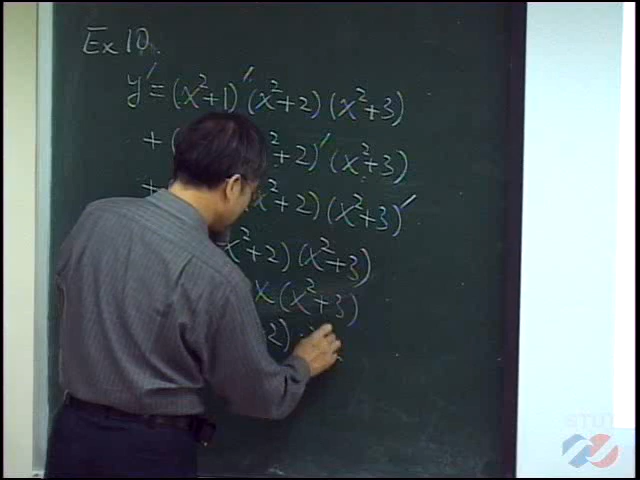 Ex 10.
y' = (x²+1)'(x²+2)(x²+3)
+ ( ²+2)'(x²+3)
+ x²+2)(x²+3)'
x²+2)(x²+3)
x(x²+3)
2)
STUT